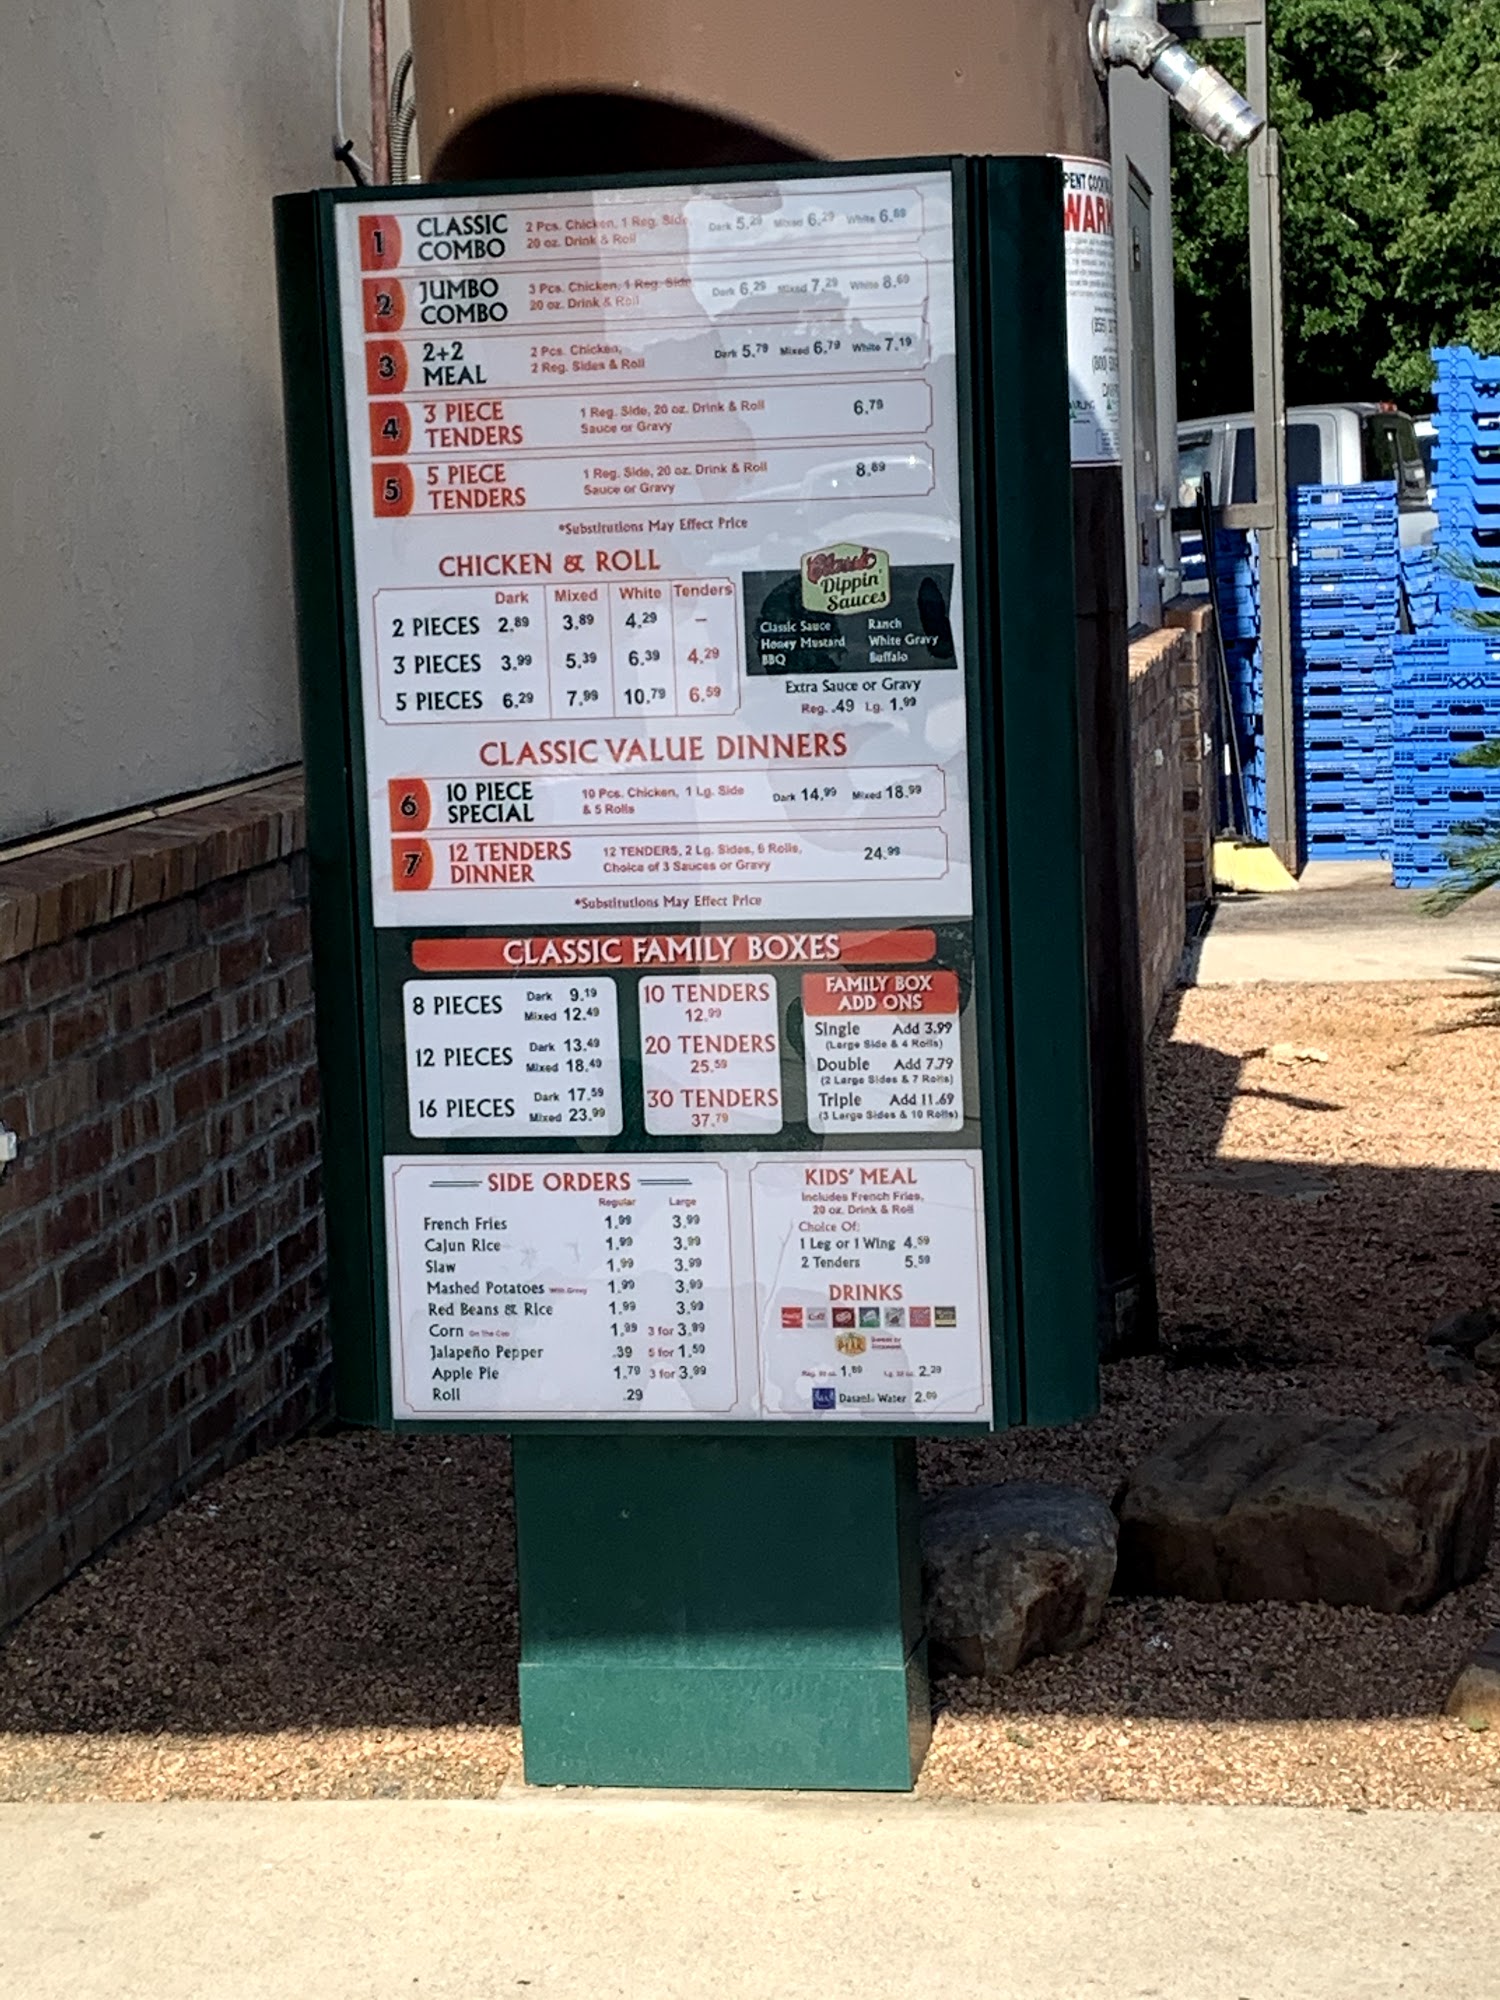 1 CLASSIC COMBO 2 Pcs. Chicken, 1 Reg. Side, 20 oz. Drink & Roll Dark 5.29 Mixed 6.29 White 6.69
2 JUMBO COMBO 3 Pcs. Chicken, 1 Reg. Side 20 oz. Drink & Roll Dark 6.29 Mixed 7.29 White 8.69
3 2+2 MEAL 2 Pcs. Chicken, 2 Reg. Sides & Roll Dark 5.79 Mixed 6.79 White 7.19
4 3 PIECE TENDERS 1 Reg. Side, 20 oz. Drink & Roll Sauce or Gravy 6.79
5 5 PIECE TENDERS 1 Reg. Side, 20 oz. Drink & Roll Sauce or Gravy 8.89
*Substitutions May Effect Price
CHICKEN & ROLL
Dark Mixed White Tenders
2 PIECES 2.89 3.89 4.29 –
3 PIECES 3.99 5.39 6.39 4.29
5 PIECES 6.29 7.99 10.79 6.59
Classic
Dippin'
Sauces
Classic Sauce Ranch
Honey Mustard White Gravy
BBQ Buffalo
Extra Sauce or Gravy
Reg. .49 Lg. 1.99
CLASSIC VALUE DINNERS
6 10 PIECE SPECIAL 10 Pcs. Chicken, 1 Lg. Side & 5 Rolls Dark 14.99 Mixed 18.99
7 12 TENDERS DINNER 12 TENDERS, 2 Lg. Sides, 6 Rolls, Choice of 3 Sauces or Gravy 24.99
*Substitutions May Effect Price
CLASSIC FAMILY BOXES
8 PIECES Dark 9.19 Mixed 12.49
12 PIECES Dark 13.49 Mixed 18.49
16 PIECES Dark 17.59 Mixed 23.99
10 TENDERS
12.99
20 TENDERS
25.59
30 TENDERS
37.79
FAMILY BOX
ADD ONS
Single Add 3.99
(Large Side & 4 Rolls)
Double Add 7.79
(2 Large Sides & 7 Rolls)
Triple Add 11.69
(3 Large Sides & 10 Rolls)
SIDE ORDERS
Regular Large
French Fries 1.99 3.99
Cajun Rice 1.99 3.99
Slaw 1.99 3.99
Mashed Potatoes With Gravy 1.99 3.99
Red Beans & Rice 1.99 3.99
Corn On The Cob 1.99 3 for 3.99
Jalapeño Pepper .39 5 for 1.59
Apple Pie 1.79 3 for 3.99
Roll .29
KIDS' MEAL
Includes French Fries,
20 oz. Drink & Roll
Choice Of:
1 Leg or 1 Wing 4.59
2 Tenders 5.59
DRINKS
1.89 2.29
Dasani Water 2.09
WARN